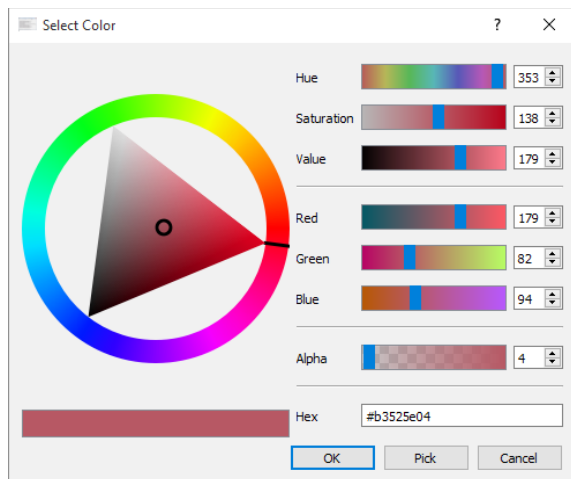 Select Color
?
Hue 353
Saturation 138
Value 179
Red 179
Green 82
Blue 94
Alpha 4
Hex #b3525e04
OK Pick Cancel